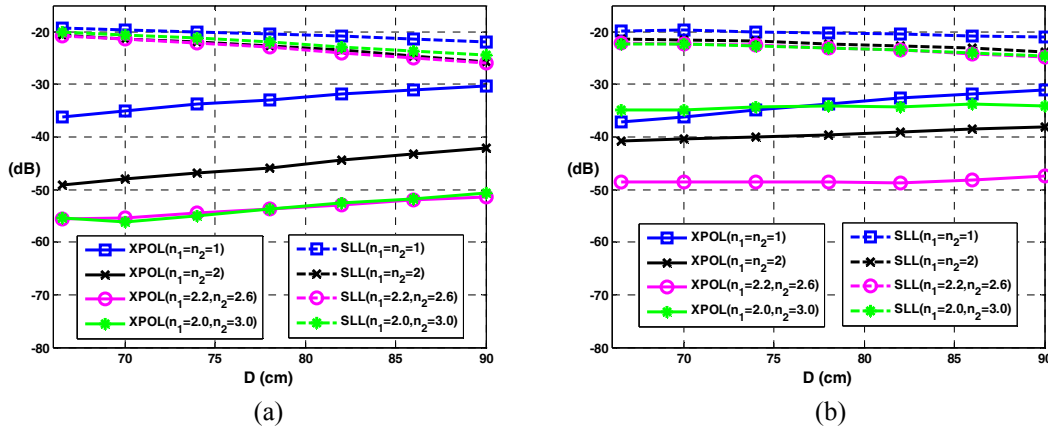 -20
-30
-40
(dB)
-50
-60
-70
-80
70
75
80
85
90
D (cm)
XPOL(n1=n2=1)
XPOL(n1=n2=2)
XPOL(n1=2.2,n2=2.6)
XPOL(n1=2.0,n2=3.0)
SLL(n1=n2=1)
SLL(n1=n2=2)
SLL(n1=2.2,n2=2.6)
SLL(n1=2.0,n2=3.0)
(a)
-20
-30
-40
(dB)
-50
-60
-70
-80
70
75
80
85
90
D (cm)
XPOL(n1=n2=1)
XPOL(n1=n2=2)
XPOL(n1=2.2,n2=2.6)
XPOL(n1=2.0,n2=3.0)
SLL(n1=n2=1)
SLL(n1=n2=2)
SLL(n1=2.2,n2=2.6)
SLL(n1=2.0,n2=3.0)
(b)